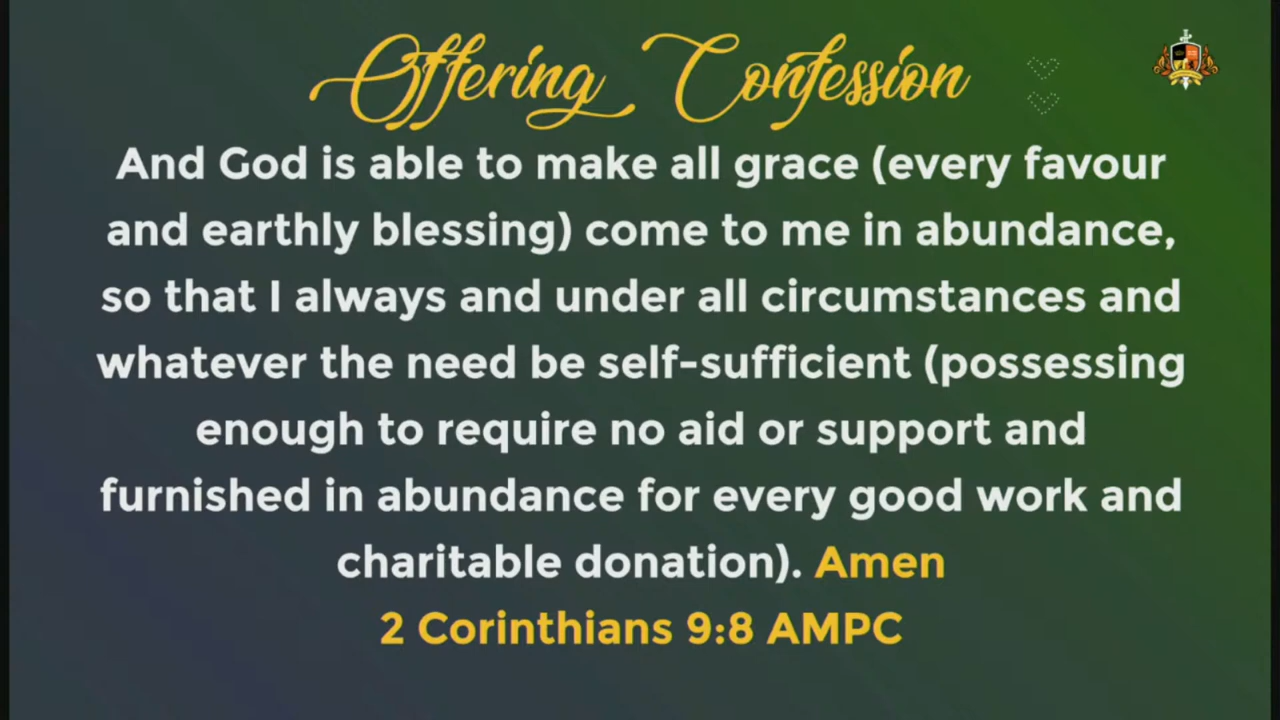 Offering Confession
And God is able to make all grace (every favour
and earthly blessing) come to me in abundance,
so that I always and under all circumstances and
whatever the need be self-sufficient (possessing
enough to require no aid or support and
furnished in abundance for every good work and
charitable donation). Amen
2 Corinthians 9:8 AMPC